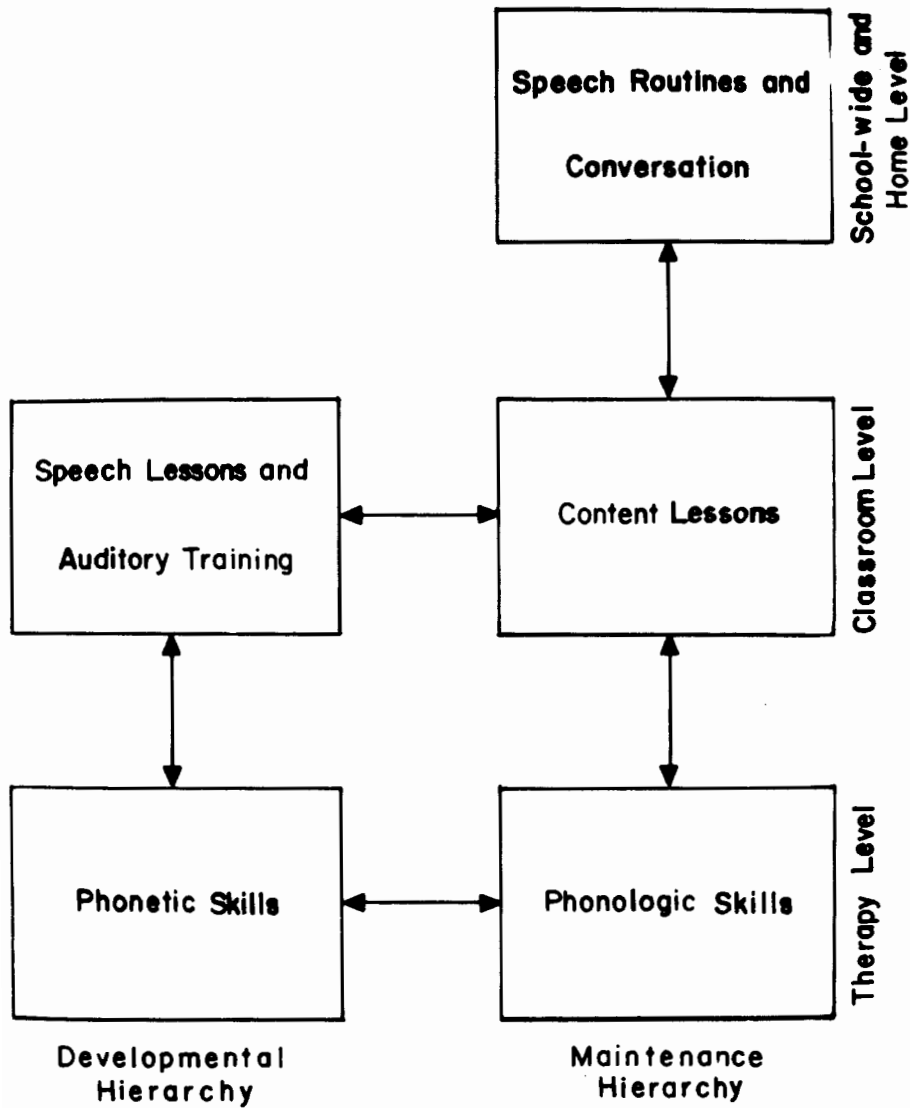 Speech Routines and
Conversation
School-wide and
Home Level
Speech Lessons and
Auditory Training
Content Lessons
Classroom Level
Phonetic Skills
Phonologic Skills
Therapy Level
Developmental
Hierarchy
Maintenance
Hierarchy